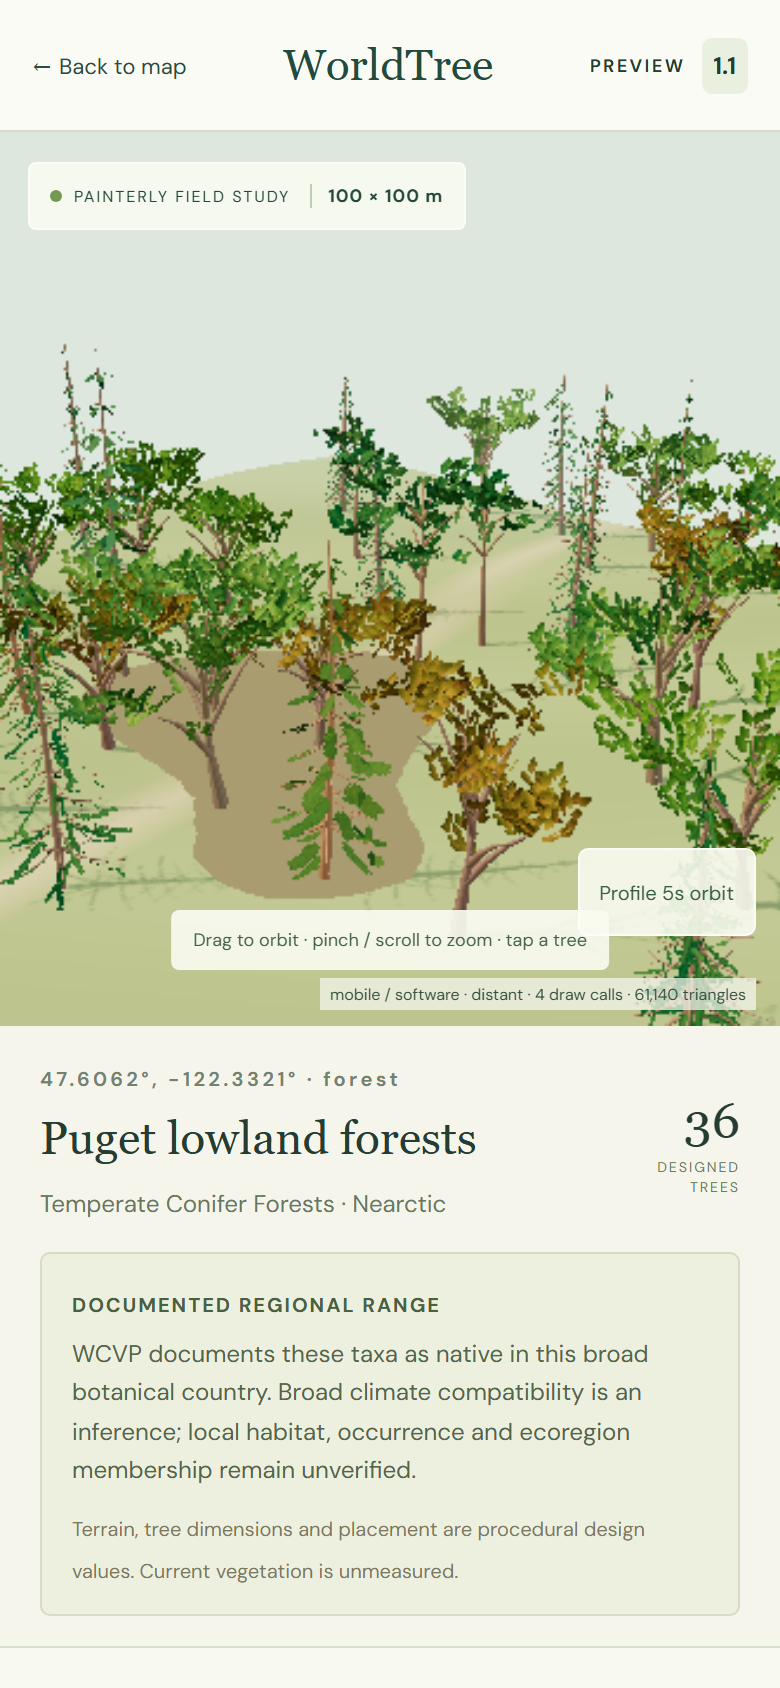 ← Back to map
WorldTree
PREVIEW 1.1
PAINTERLY FIELD STUDY | 100 × 100 m
Profile 5s orbit
Drag to orbit · pinch / scroll to zoom · tap a tree
mobile / software · distant · 4 draw calls · 61,140 triangles
47.6062°, -122.3321° · forest
Puget lowland forests
36
DESIGNED
TREES
Temperate Conifer Forests · Nearctic
DOCUMENTED REGIONAL RANGE
WCVP documents these taxa as native in this broad
botanical country. Broad climate compatibility is an
inference; local habitat, occurrence and ecoregion
membership remain unverified.
Terrain, tree dimensions and placement are procedural design
values. Current vegetation is unmeasured.